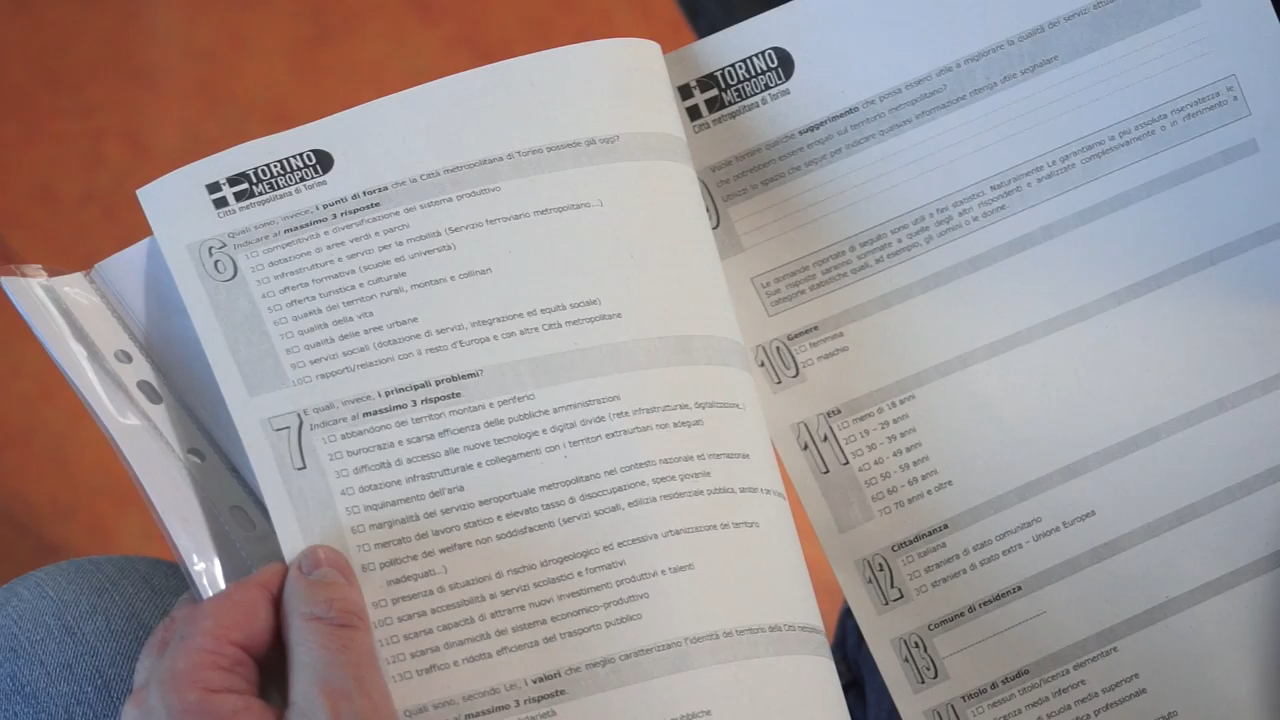 TORINO
METROPOLI
Città metropolitana di Torino
6
Quali sono, invece, i punti di forza che la Città metropolitana di Torino possiede già oggi?
Indicare al massimo 3 risposte.
1□ competitività e diversificazione del sistema produttivo
2□ dotazione di aree verdi e parchi
3□ infrastrutture e servizi per la mobilità (Servizio ferroviario metropolitano...)
4□ offerta formativa (scuole ed università)
5□ offerta turistica e culturale
6□ qualità dei territori rurali, montani e collinari
7□ qualità della vita
8□ qualità delle aree urbane
9□ servizi sociali (dotazione di servizi, integrazione ed equità sociale)
10□ rapporti/relazioni con il resto d'Europa e con altre Città metropolitane
7
E quali, invece, i principali problemi?
Indicare al massimo 3 risposte.
1□ abbandono dei territori montani e periferici
2□ burocrazia e scarsa efficienza delle pubbliche amministrazioni
3□ difficoltà di accesso alle nuove tecnologie e digital divide (rete infrastrutturale, digitalizzazione...)
4□ dotazione infrastrutturale e collegamenti con i territori extraurbani non adeguati
5□ inquinamento dell'aria
6□ marginalità del servizio aeroportuale metropolitano nel contesto nazionale ed internazionale
7□ mercato del lavoro statico e elevato tasso di disoccupazione, specie giovanile
8□ politiche del welfare non soddisfacenti (servizi sociali, edilizia residenziale pubblica,
inadeguati...)
9□ presenza di situazioni di rischio idrogeologico ed eccessiva urbanizzazione del territorio
10□ scarsa accessibilità ai servizi scolastici e formativi
11□ scarsa capacità di attrarre nuovi investimenti produttivi e talenti
12□ scarsa dinamicità del sistema economico-produttivo
13□ traffico e ridotta efficienza del trasporto pubblico
Quali sono, secondo Lei, i valori che meglio caratterizzano l'identità del territorio della Città
al massimo 3 risposte.
TORINO
METROPOLI
Città metropolitana di Torino
Vuole fornire qualche suggerimento che possa esserci utile a migliorare la qualità dei servizi
che potrebbero essere erogati sul territorio metropolitano?
Utilizzi lo spazio che segue per indicare qualsiasi informazione ritenga utile segnalare
Le domande riportate di seguito sono utili a fini statistici. Naturalmente Le garantiamo la più assoluta riservatezza: le
Sue risposte saranno sommate a quelle degli altri rispondenti e analizzate complessivamente o in riferimento a
categorie statistiche quali, ad esempio, gli uomini o le donne.
10
Genere
1□ femmina
2□ maschio
11
Età
1□ meno di 18 anni
2□ 19 – 29 anni
3□ 30 – 39 anni
4□ 40 - 49 anni
5□ 50 - 59 anni
6□ 60 – 69 anni
7□ 70 anni e oltre
12
Cittadinanza
1□ italiana
2□ straniera di stato comunitario
3□ straniera di stato extra – Unione Europea
13
Comune di residenza
Titolo di studio
1□ nessun titolo/licenza elementare
licenza media inferiore
di scuola media superiore
professionale